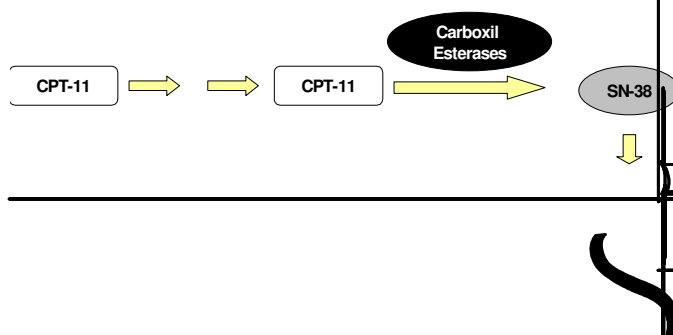 Carboxil
Esterases
CPT-11
CPT-11
SN-38